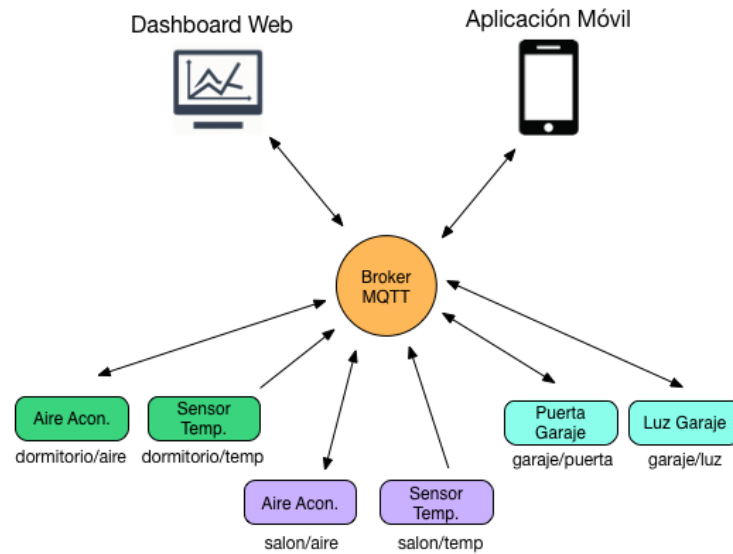 Dashboard Web
Aplicación Móvil
Broker
MQTT
Aire Acon.
Sensor
Temp.
Puerta
Garaje
Luz Garaje
dormitorio/aire
dormitorio/temp
garaje/puerta
garaje/luz
Aire Acon.
Sensor
Temp.
salon/aire
salon/temp